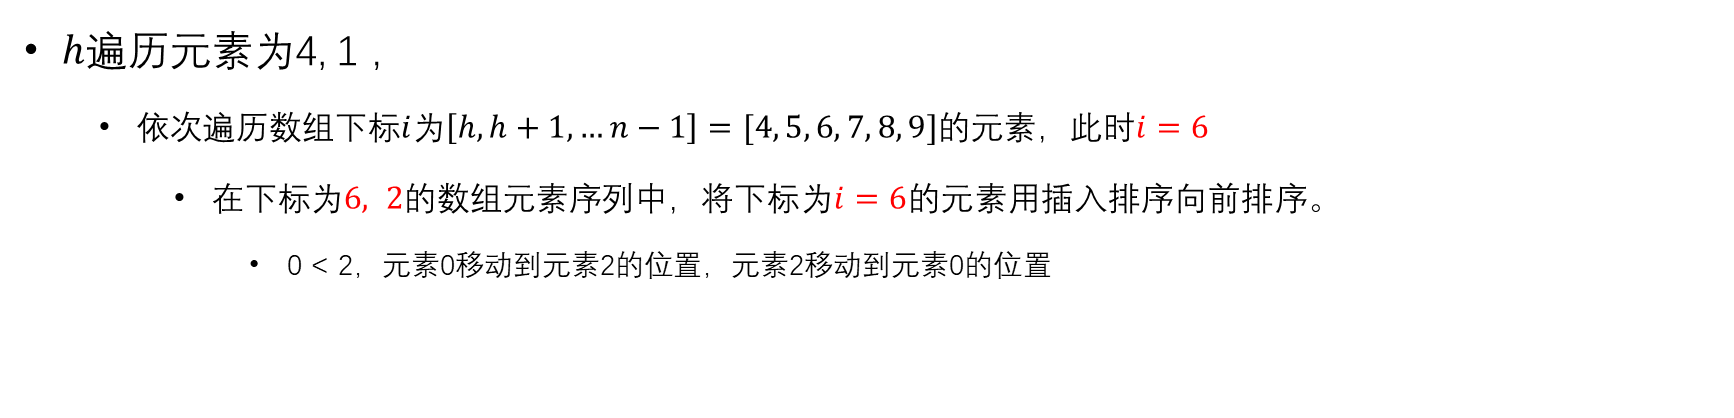 • h遍历元素为4, 1 ,
• 依次遍历数组下标i为[h, h + 1, … n − 1] = [4, 5, 6, 7, 8, 9]的元素，此时i = 6
• 在下标为6, 2的数组元素序列中，将下标为i = 6的元素用插入排序向前排序。
• 0 < 2，元素0移动到元素2的位置，元素2移动到元素0的位置